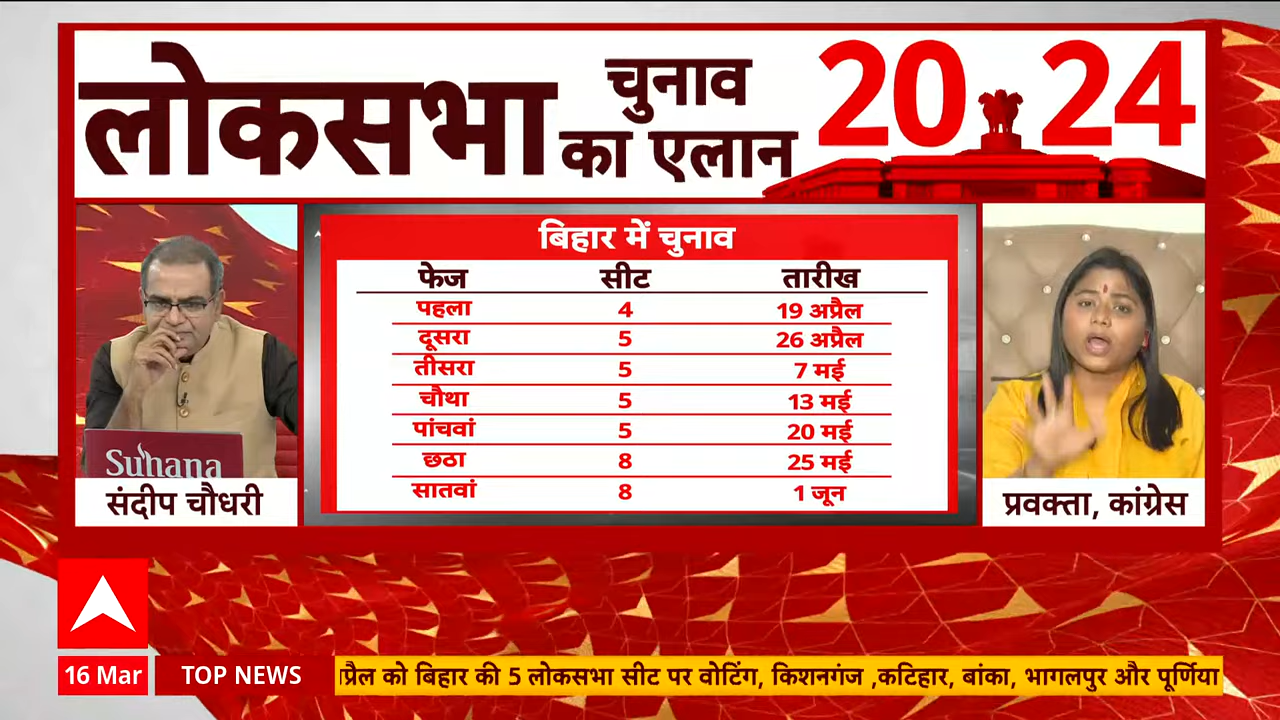 लोकसभा
चुनाव
का एलान
20 24
बिहार में चुनाव
फेज सीट तारीख
पहला 4 19 अप्रैल
दूसरा 5 26 अप्रैल
तीसरा 5 7 मई
चौथा 5 13 मई
पांचवां 5 20 मई
छठा 8 25 मई
सातवां 8 1 जून
Suhana
संदीप चौधरी
प्रवक्ता, कांग्रेस
16 Mar
TOP NEWS
को बिहार की 5 लोकसभा सीट पर वोटिंग, किशनगंज ,कटिहार, बांका, भागलपुर और पूर्णिया